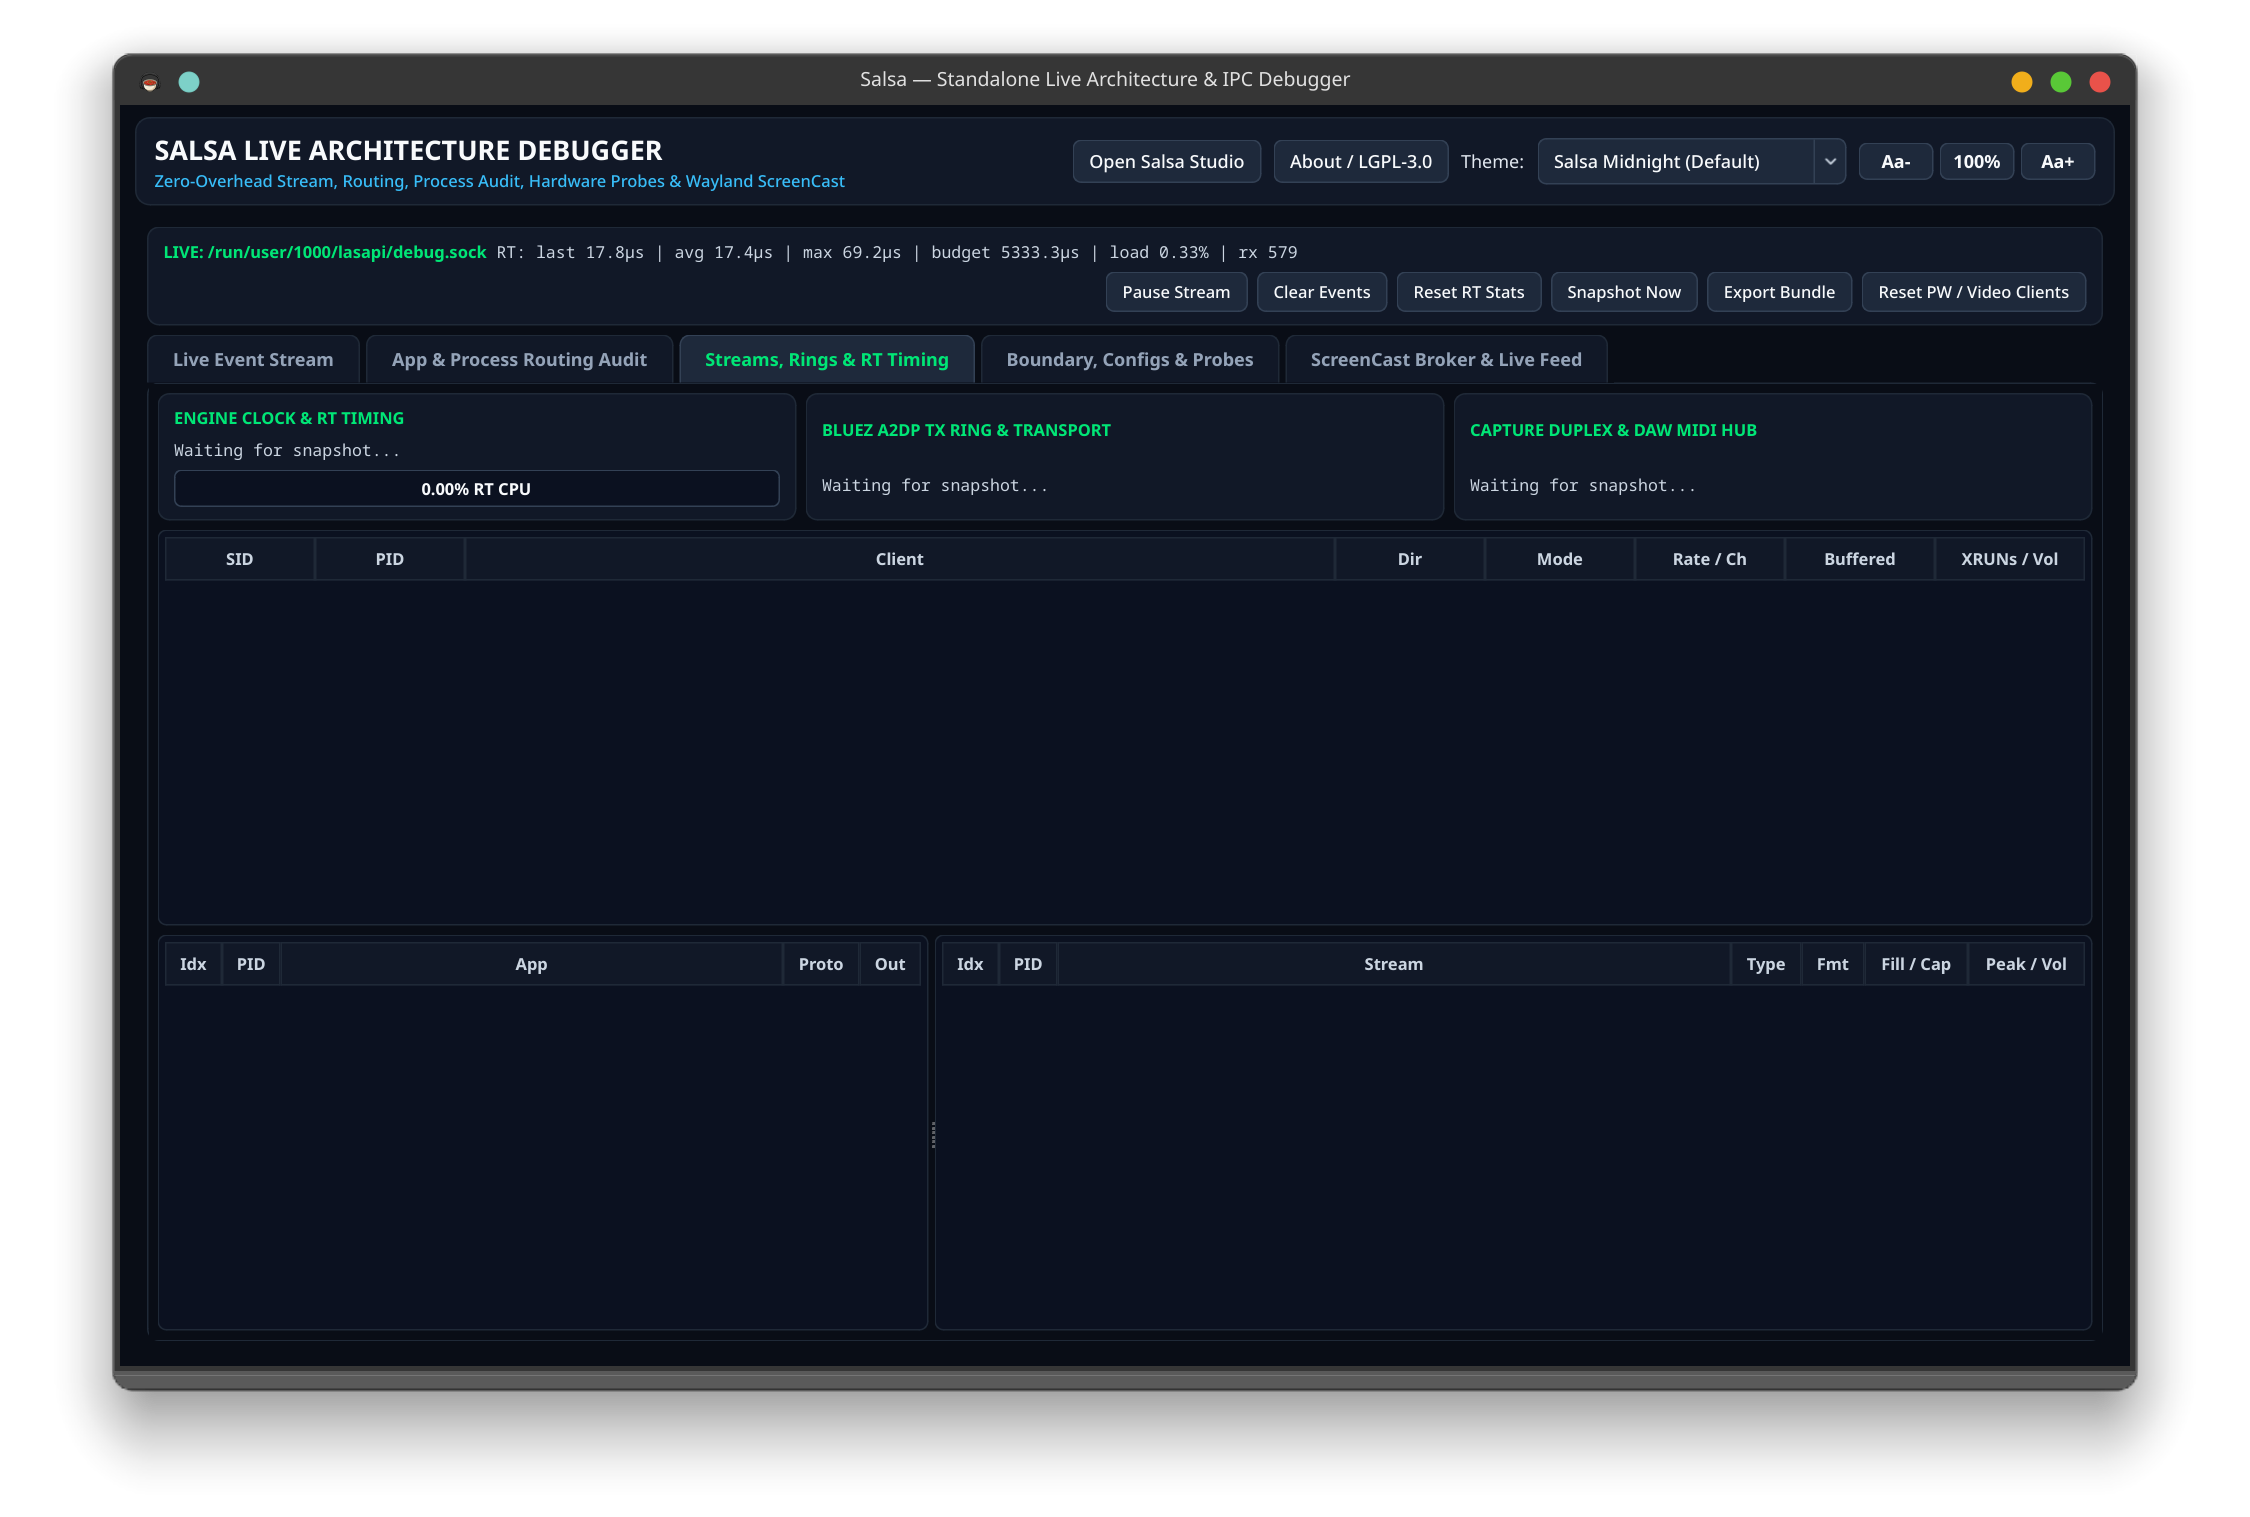 Salsa — Standalone Live Architecture & IPC Debugger
SALSA LIVE ARCHITECTURE DEBUGGER
Zero-Overhead Stream, Routing, Process Audit, Hardware Probes & Wayland ScreenCast
Open Salsa Studio
About / LGPL-3.0
Theme:
Salsa Midnight (Default)
Aa-
100%
Aa+
LIVE: /run/user/1000/lasapi/debug.sock RT: last 17.8µs | avg 17.4µs | max 69.2µs | budget 5333.3µs | load 0.33% | rx 579
Pause Stream
Clear Events
Reset RT Stats
Snapshot Now
Export Bundle
Reset PW / Video Clients
Live Event Stream
App & Process Routing Audit
Streams, Rings & RT Timing
Boundary, Configs & Probes
ScreenCast Broker & Live Feed
ENGINE CLOCK & RT TIMING
Waiting for snapshot...
0.00% RT CPU
BLUEZ A2DP TX RING & TRANSPORT
Waiting for snapshot...
CAPTURE DUPLEX & DAW MIDI HUB
Waiting for snapshot...
SID
PID
Client
Dir
Mode
Rate / Ch
Buffered
XRUNs / Vol
Idx
PID
App
Proto
Out
Idx
PID
Stream
Type
Fmt
Fill / Cap
Peak / Vol